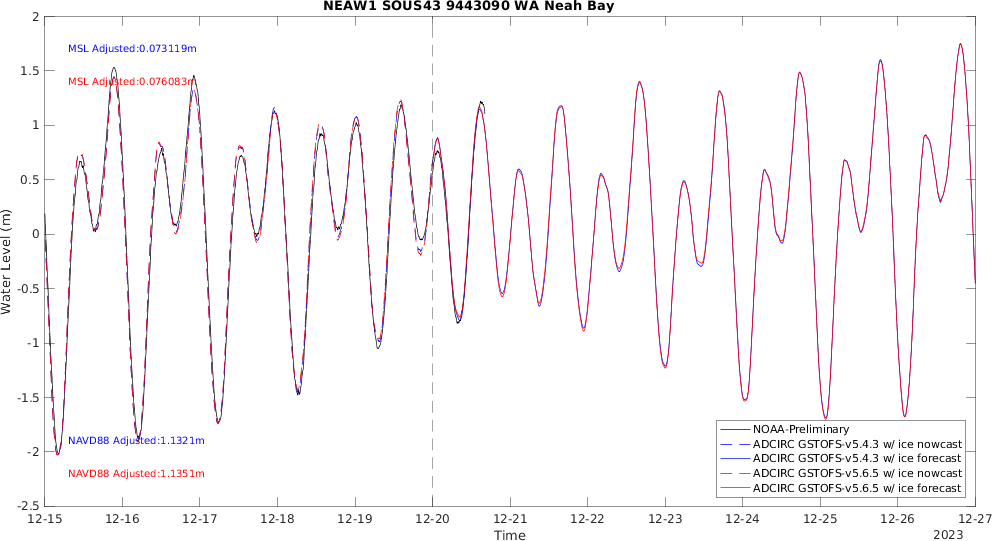 NEAW1 SOUS43 9443090 WA Neah Bay
MSL Adjusted:0.073119m
MSL Adjusted:0.076083m
NAVD88 Adjusted:1.1321m
NAVD88 Adjusted:1.1351m
Water Level (m)
2
1.5
1
0.5
0
-0.5
-1
-1.5
-2
-2.5
NOAA-Preliminary
ADCIRC GSTOFS-v5.4.3 w/ ice nowcast
ADCIRC GSTOFS-v5.4.3 w/ ice forecast
ADCIRC GSTOFS-v5.6.5 w/ ice nowcast
ADCIRC GSTOFS-v5.6.5 w/ ice forecast
12-15 12-16 12-17 12-18 12-19 12-20 12-21 12-22 12-23 12-24 12-25 12-26 12-27
Time
2023